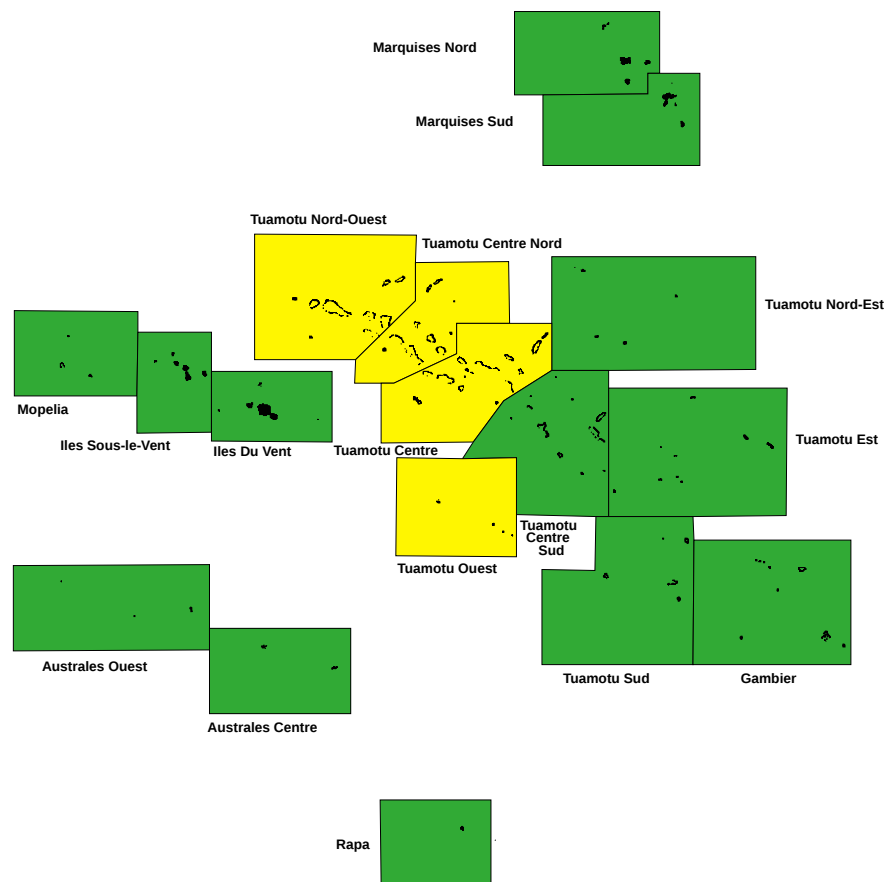 Marquises Nord
Marquises Sud
Tuamotu Nord-Ouest
Tuamotu Centre Nord
Tuamotu Nord-Est
Mopelia
Iles Sous-le-Vent
Iles Du Vent
Tuamotu Centre
Tuamotu Est
Tuamotu
Centre
Sud
Tuamotu Ouest
Australes Ouest
Tuamotu Sud
Gambier
Australes Centre
Rapa